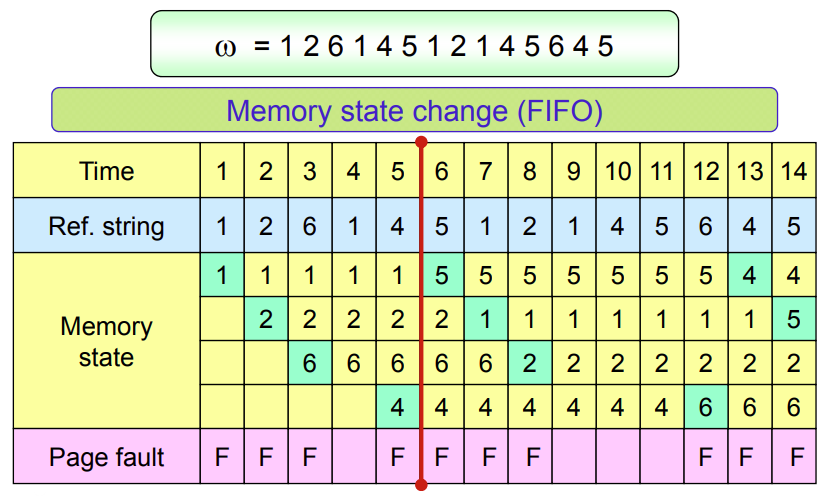 ω = 1 2 6 1 4 5 1 2 1 4 5 6 4 5
Memory state change (FIFO)
Time 1 2 3 4 5 6 7 8 9 10 11 12 13 14
Ref. string 1 2 6 1 4 5 1 2 1 4 5 6 4 5
1 1 1 1 1 5 5 5 5 5 5 5 4 4
Memory state
2 2 2 2 2 1 1 1 1 1 1 1 5
6 6 6 6 6 2 2 2 2 2 2 2
4 4 4 4 4 4 4 6 6 6
Page fault F F F F F F F F F F